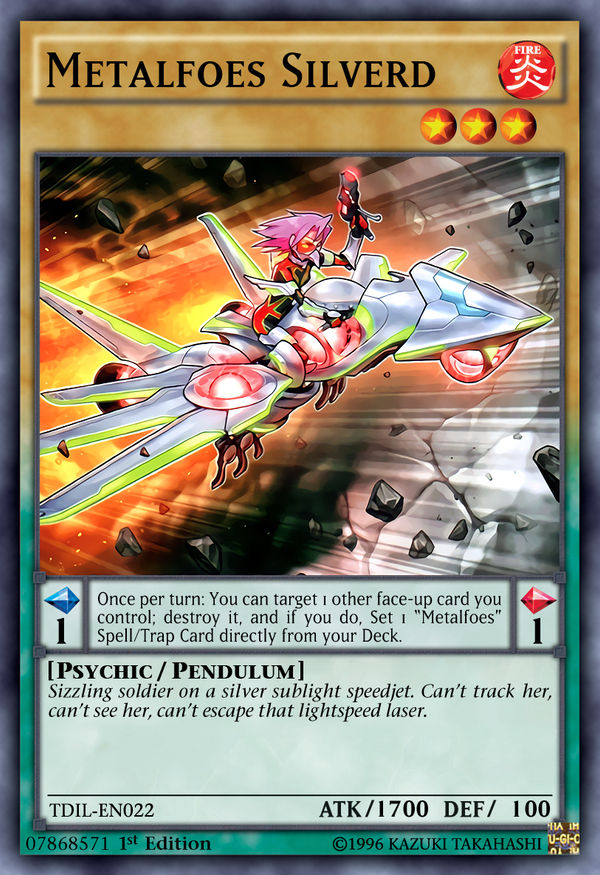 Metalfoes Silverd
FIRE
炎
Once per turn: You can target 1 other face-up card you
control; destroy it, and if you do, Set 1 "Metalfoes"
Spell/Trap Card directly from your Deck.
1
1
[Psychic / Pendulum]
Sizzling soldier on a silver sublight speedjet. Can't track her,
can't see her, can't escape that lightspeed laser.
TDIL-EN022
ATK/1700 DEF/ 100
07868571 1st Edition
©1996 KAZUKI TAKAHASHI